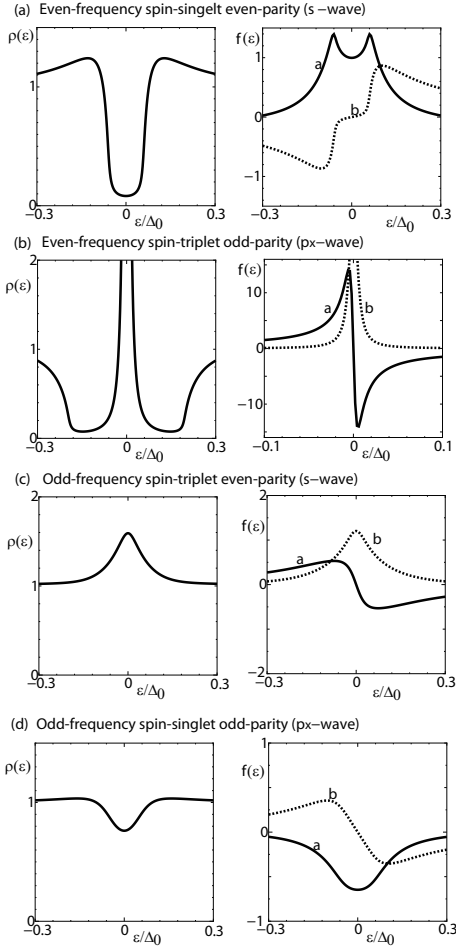 (a) Even-frequency spin-singelt even-parity (s −wave)
ρ(ε)
1
0
−0.3
0
0.3
ε/Δ0
f(ε)
1
0
−1
a
b
−0.3
0
0.3
ε/Δ0
(b) Even-frequency spin-triplet odd-parity (px−wave)
2
ρ(ε)
1
0
−0.3
0
0.3
ε/Δ0
f(ε)
10
0
−10
a
b
−0.1
0
0.1
ε/Δ0
(c) Odd-frequency spin-triplet even-parity (s−wave)
2
ρ(ε)
1
0
−0.3
0
0.3
ε/Δ0
2
f(ε)
0
−2
a
b
−0.3
0
0.3
ε/Δ0
(d) Odd-frequency spin-singlet odd-parity (px−wave)
ρ(ε)
1
0
−0.3
0
0.3
ε/Δ0
1
f(ε)
0
−1
b
a
−0.3
0
0.3
ε/Δ0